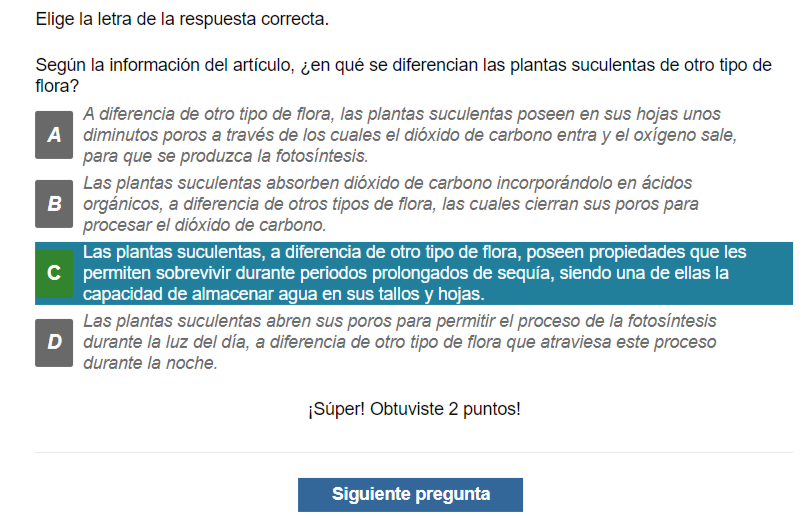 Elige la letra de la respuesta correcta.
Según la información del artículo, ¿en qué se diferencian las plantas suculentas de otro tipo de
flora?
A
A diferencia de otro tipo de flora, las plantas suculentas poseen en sus hojas unos
diminutos poros a través de los cuales el dióxido de carbono entra y el oxígeno sale,
para que se produzca la fotosíntesis.
B
Las plantas suculentas absorben dióxido de carbono incorporándolo en ácidos
orgánicos, a diferencia de otros tipos de flora, las cuales cierran sus poros para
procesar el dióxido de carbono.
C
Las plantas suculentas, a diferencia de otro tipo de flora, poseen propiedades que les
permiten sobrevivir durante periodos prolongados de sequía, siendo una de ellas la
capacidad de almacenar agua en sus tallos y hojas.
D
Las plantas suculentas abren sus poros para permitir el proceso de la fotosíntesis
durante la luz del día, a diferencia de otro tipo de flora que atraviesa este proceso
durante la noche.
¡Súper! Obtuviste 2 puntos!
Siguiente pregunta